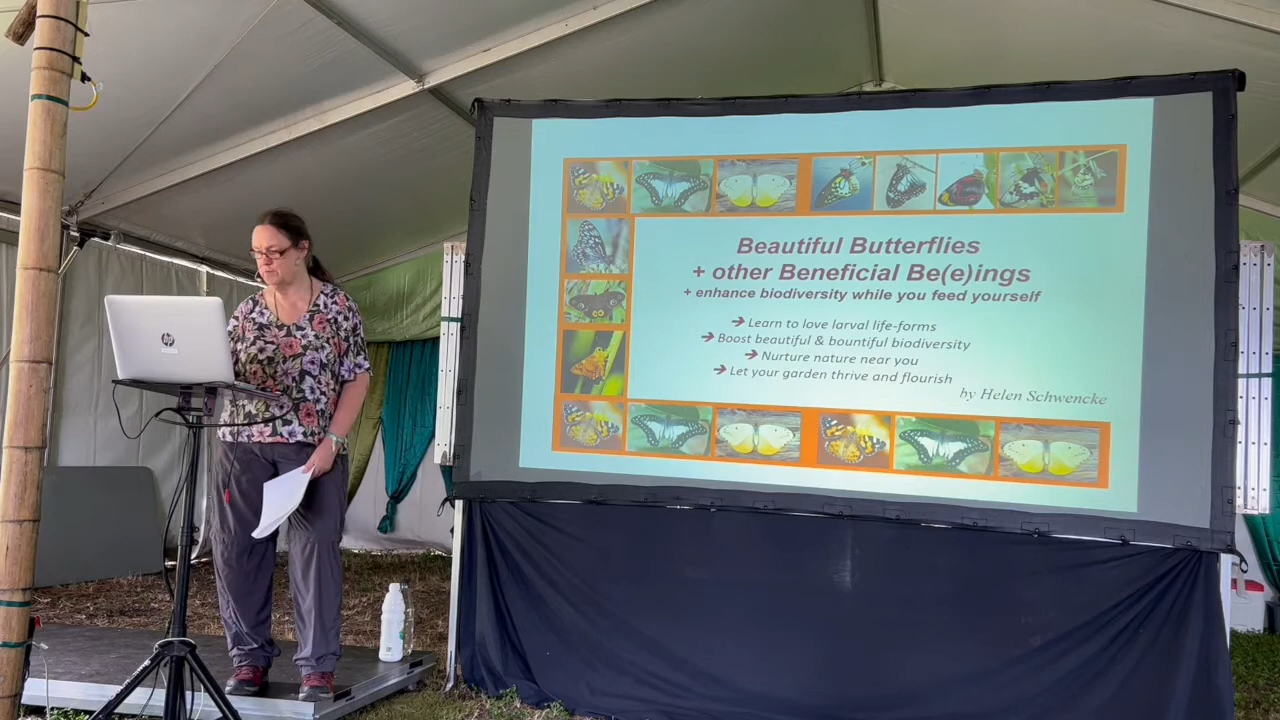 hp
Beautiful Butterflies
+ other Beneficial Be(e)ings
+ enhance biodiversity while you feed yourself
➔ Learn to love larval life-forms
➔ Boost beautiful & bountiful biodiversity
➔ Nurture nature near you
➔ Let your garden thrive and flourish
by Helen Schwencke